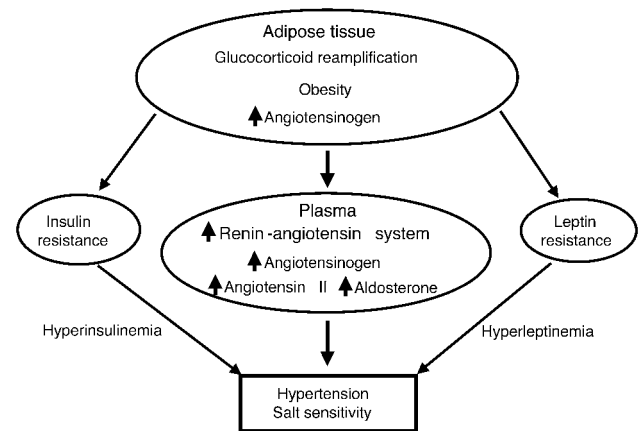 Adipose tissue
Glucocorticoid reamplification
Obesity
Angiotensinogen
Insulin
resistance
Plasma
Renin-angiotensin system
Angiotensinogen
Angiotensin II Aldosterone
Leptin
resistance
Hyperinsulinemia
Hyperleptinemia
Hypertension
Salt sensitivity